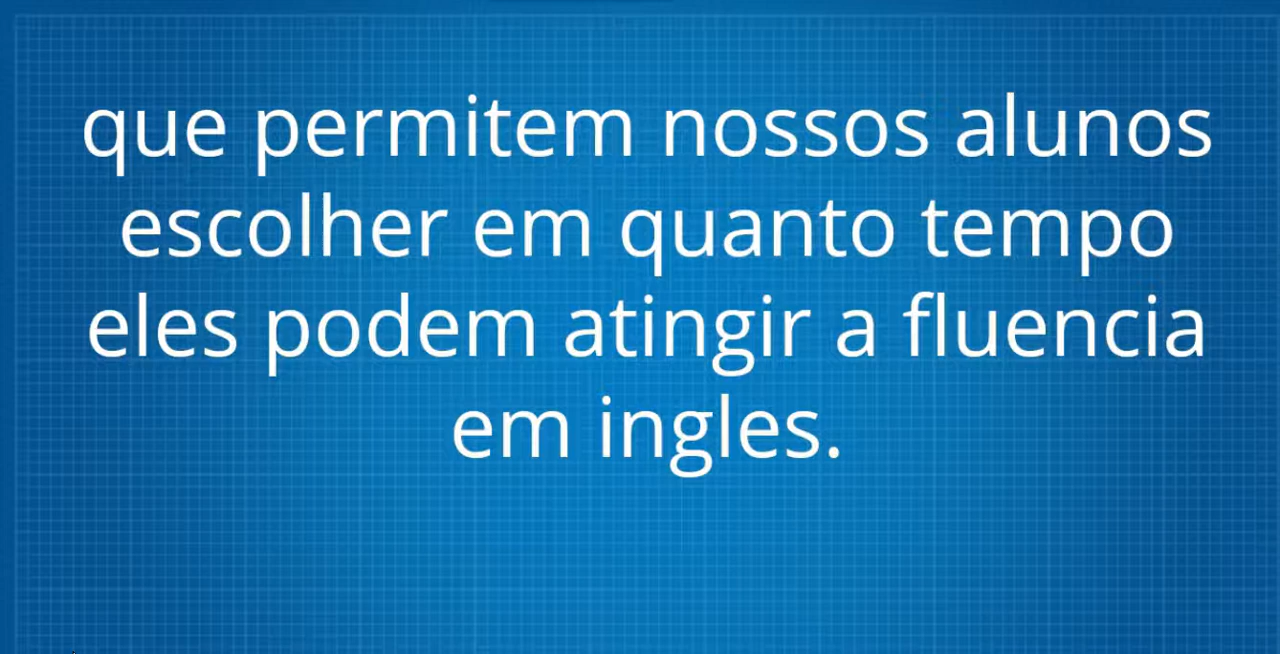 que permitem nossos alunos
escolher em quanto tempo
eles podem atingir a fluencia
em ingles.